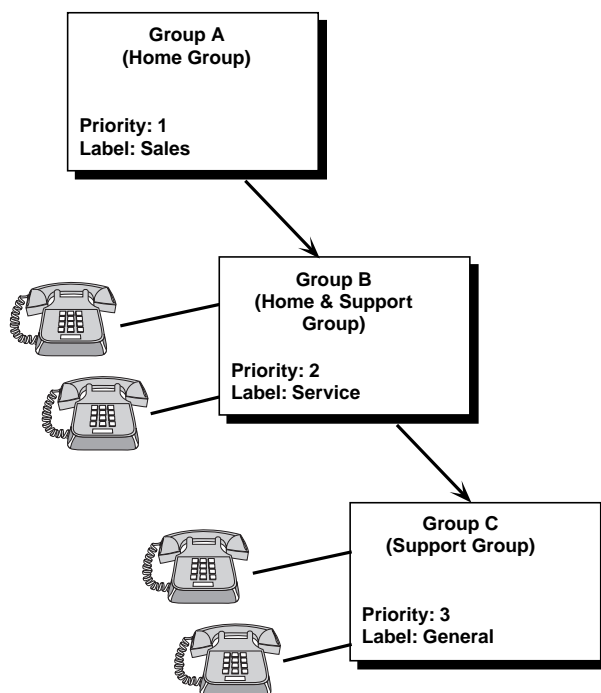 Group A
(Home Group)
Priority: 1
Label: Sales
Group B
(Home & Support
Group)
Priority: 2
Label: Service
Group C
(Support Group)
Priority: 3
Label: General